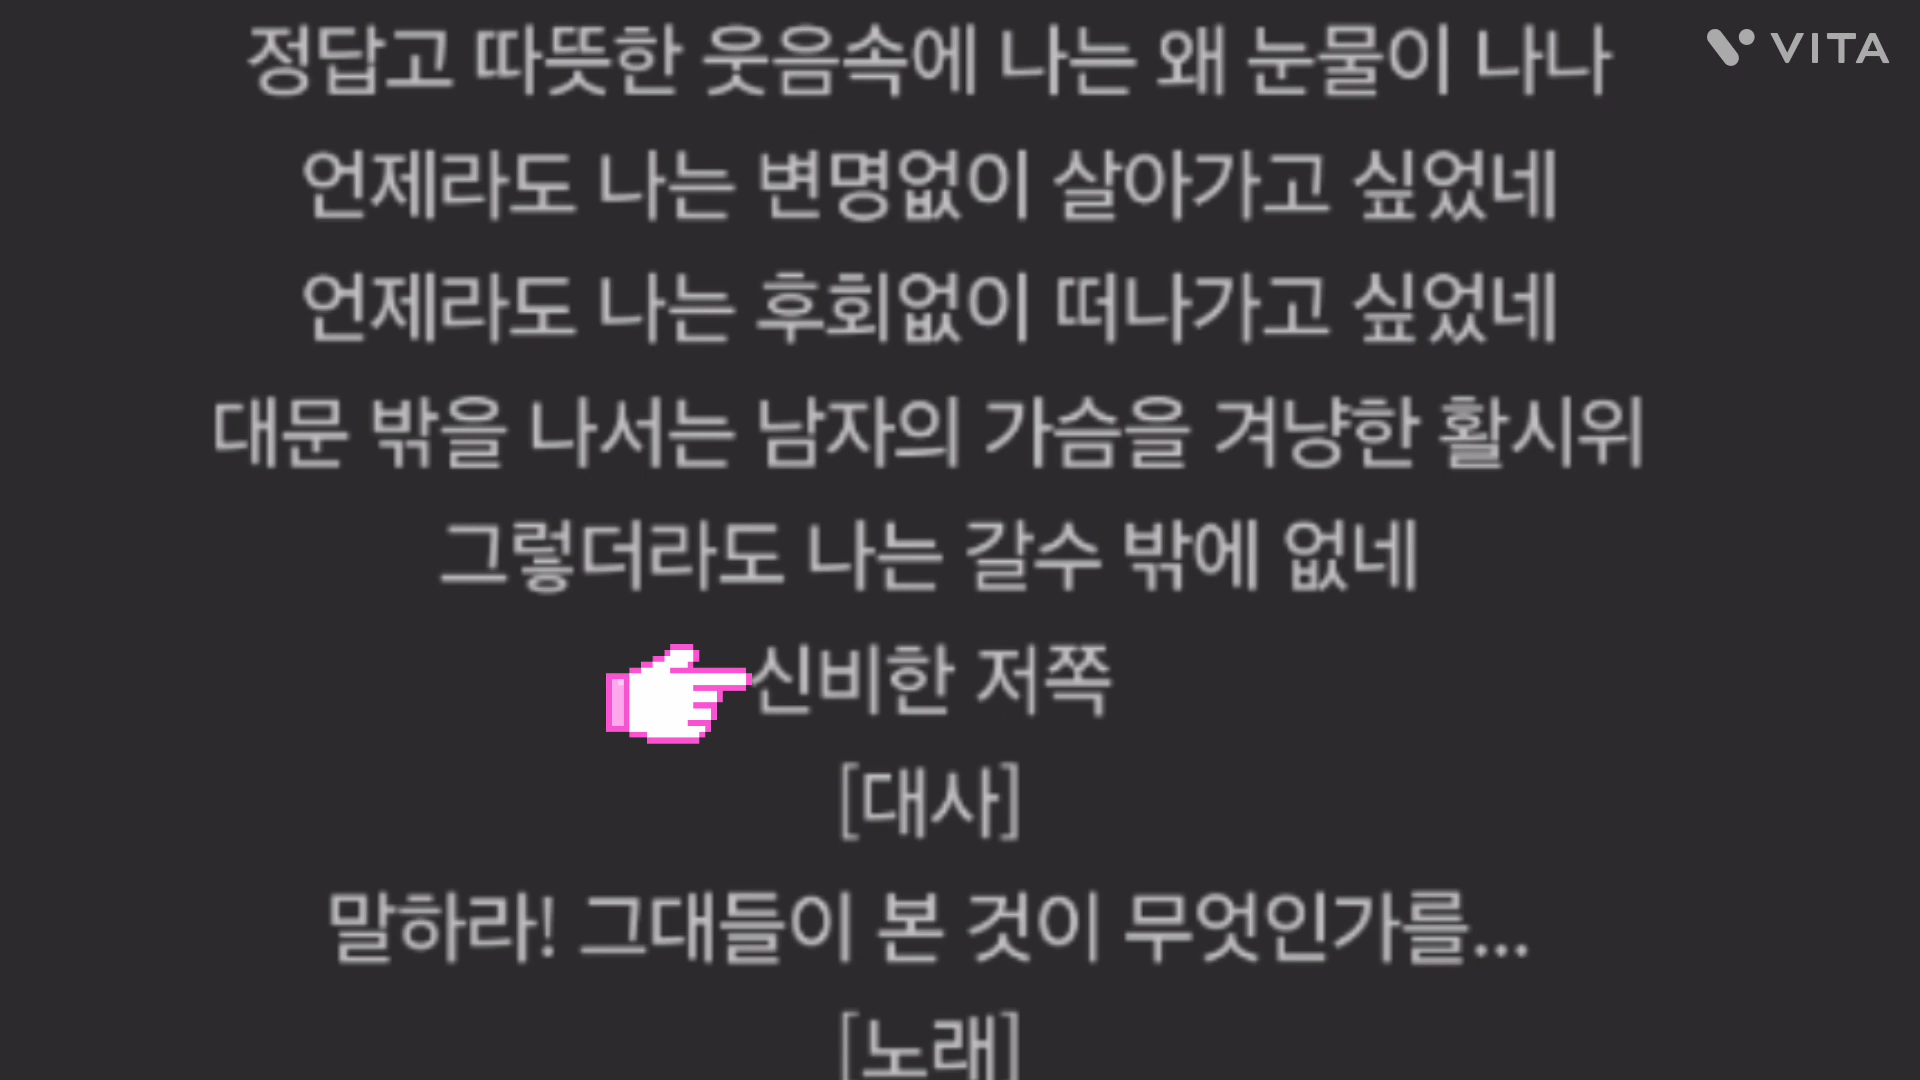 정답고 따뜻한 웃음속에 나는 왜 눈물이 나나
VITA
언제라도 나는 변명없이 살아가고 싶었네
언제라도 나는 후회없이 떠나가고 싶었네
대문 밖을 나서는 남자의 가슴을 겨냥한 활시위
그렇더라도 나는 갈수 밖에 없네
신비한 저쪽
[대사]
말하라! 그대들이 본 것이 무엇인가를...
[노래]